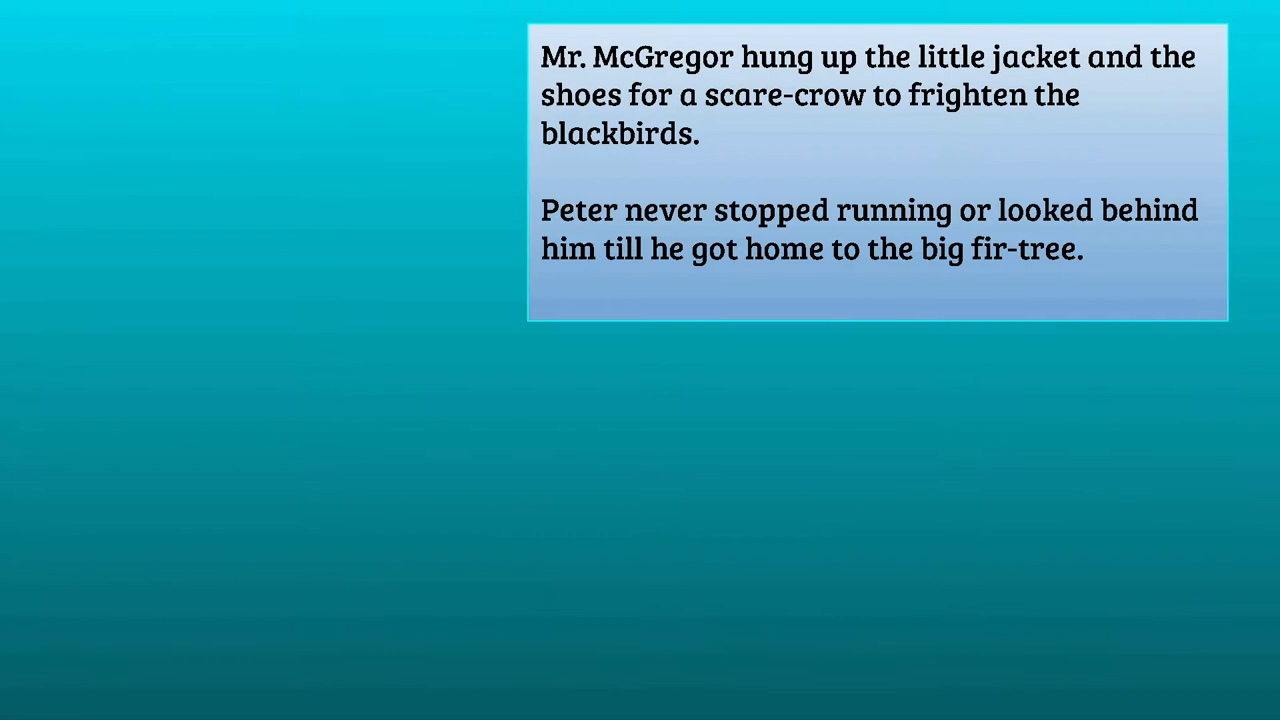 Mr. McGregor hung up the little jacket and the
shoes for a scare-crow to frighten the
blackbirds.
Peter never stopped running or looked behind
him till he got home to the big fir-tree.